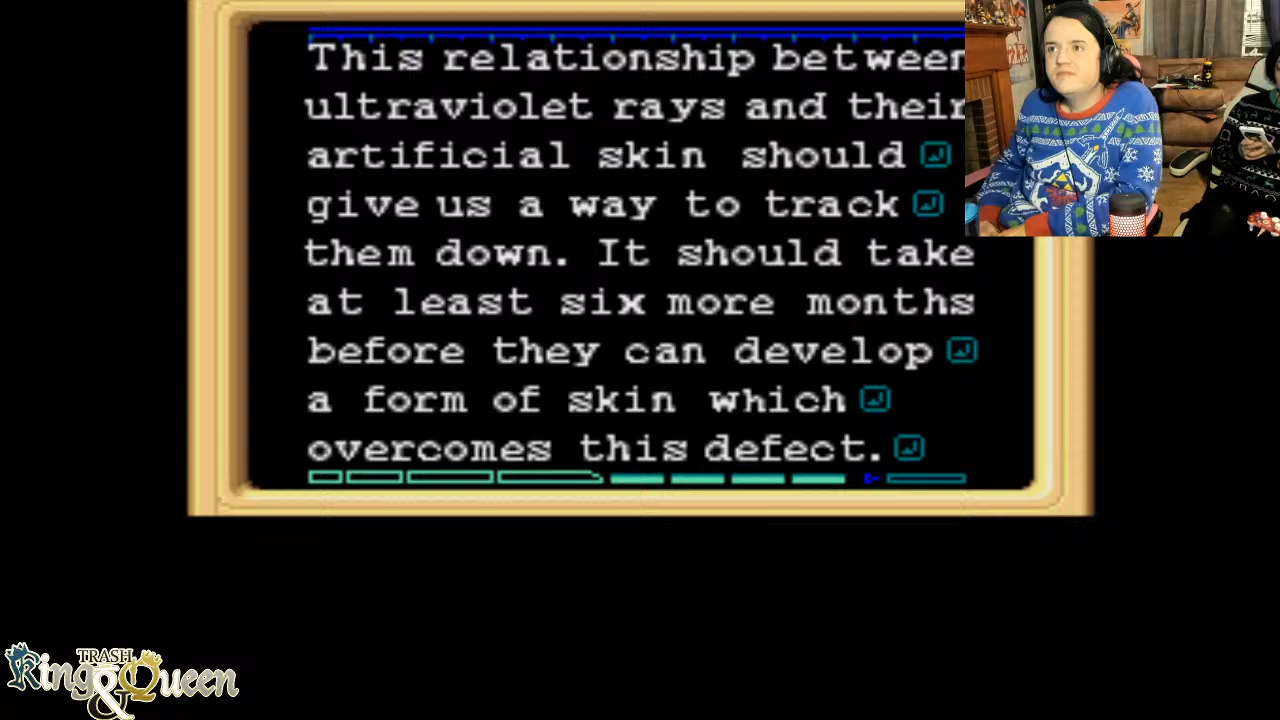 This relationship between
ultraviolet rays and their
artificial skin should
give us a way to track
them down. It should take
at least six more months
before they can develop
a form of skin which
overcomes this defect.
TRASH
King & Queen